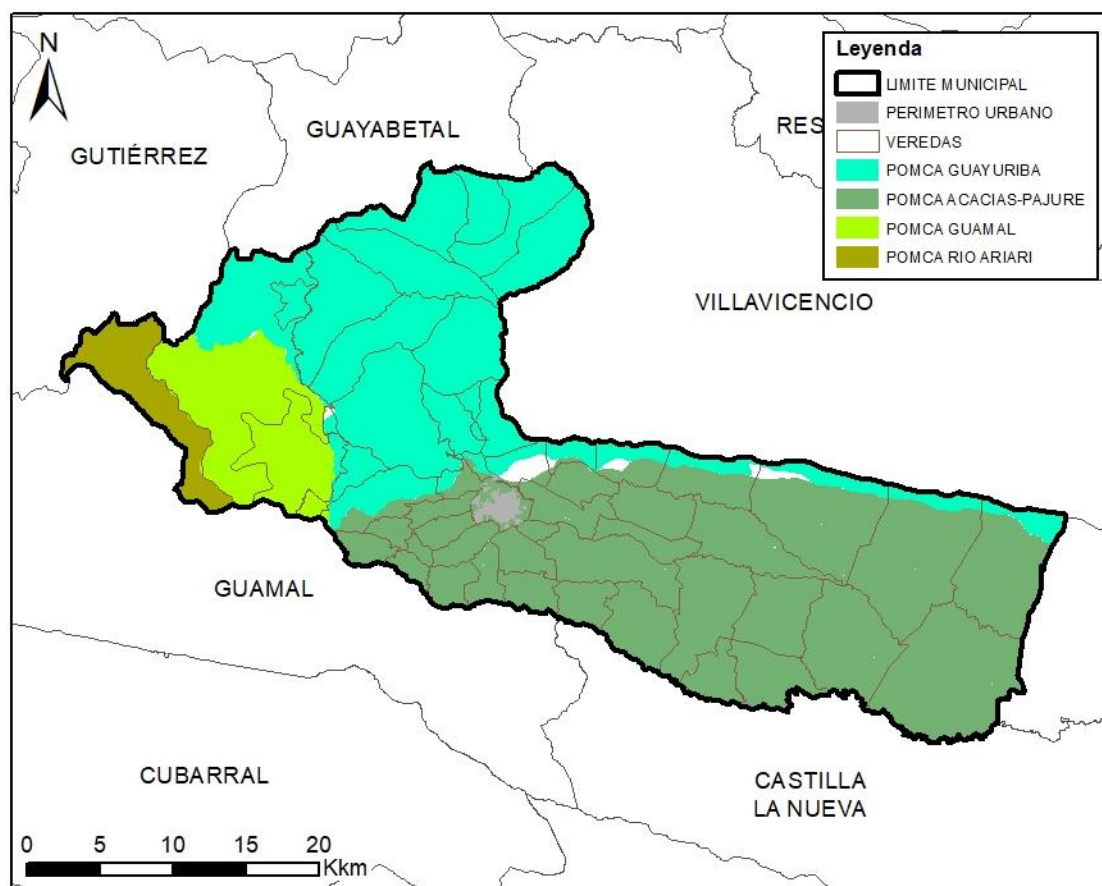 N
GUAYABETAL
GUTIÉRREZ
RES
Leyenda
LIMITE MUNICIPAL
PERIMETRO URBANO
VEREDAS
POMCA GUAYURIBA
POMCA ACACIAS-PAJURE
POMCA GUAMAL
POMCA RIO ARIARI
VILLAVICENCIO
GUAMAL
CUBARRAL
CASTILLA
LA NUEVA
0 5 10 15 20
Kkm